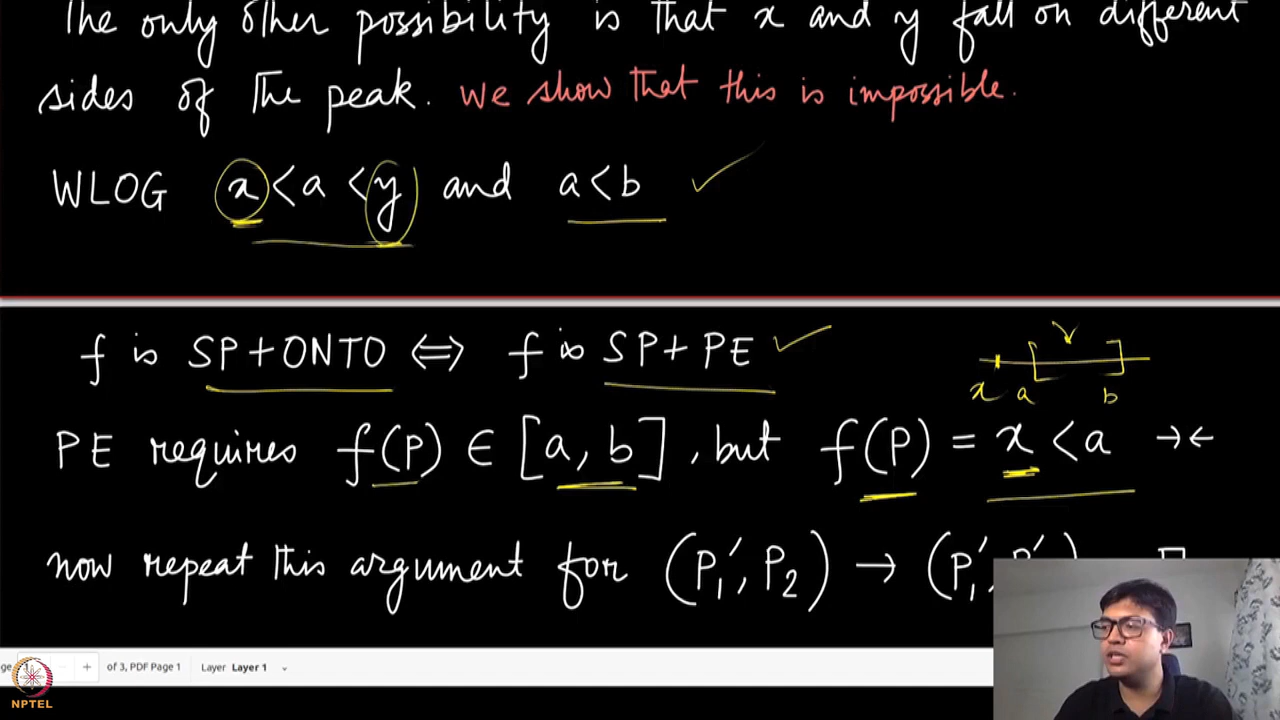 The only other possibility is that x and y fall on different
sides of the peak. We show that this is impossible.
WLOG x < a < y and a < b ✓
f is SP+ONTO ⇔ f is SP+PE ✓
x a b
PE requires f(P) ∈ [a, b], but f(P) = x < a →←
now repeat this argument for (P₁′, P₂) → (P₁′,
of 3, PDF Page 1 Layer Layer 1
NPTEL